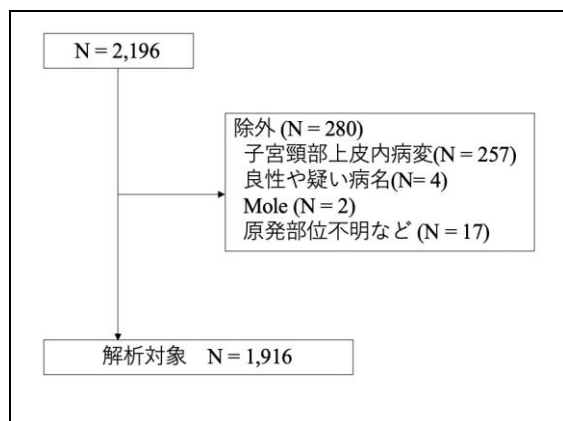 N = 2,196
除外 (N = 280)
子宮頸部上皮内病変(N = 257)
良性や疑い病名(N= 4)
Mole (N = 2)
原発部位不明など (N = 17)
解析対象　N = 1,916